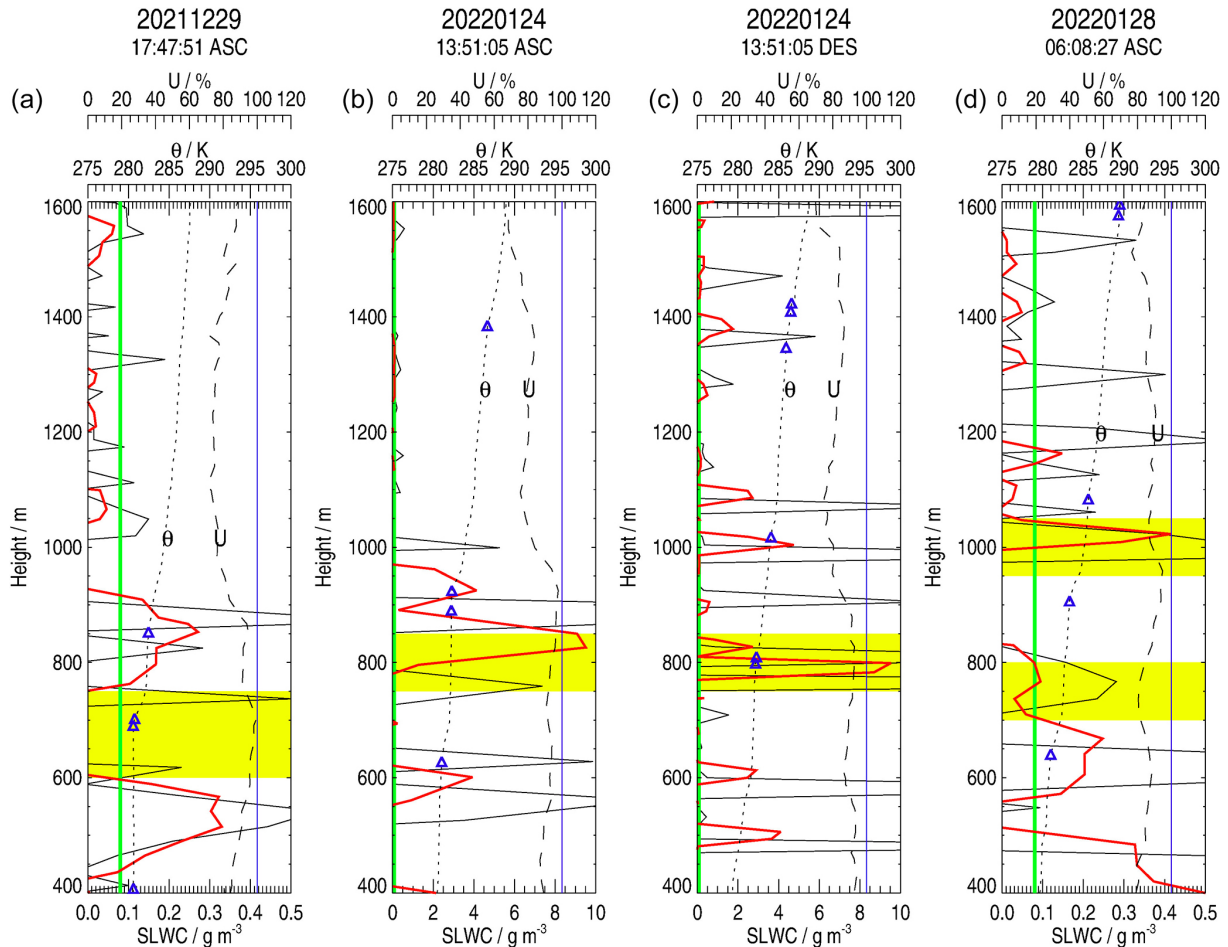 20211229 20220124 20220124 20220128
17:47:51 ASC 13:51:05 ASC 13:51:05 DES 06:08:27 ASC
U / % U / % U / % U / %
(a) 0 20 40 60 80 100 120 (b) 0 20 40 60 80 100 120 (c) 0 20 40 60 80 100 120 (d) 0 20 40 60 80 100 120
θ / K θ / K θ / K θ / K
275 280 285 290 295 300 275 280 285 290 295 300 275 280 285 290 295 300 275 280 285 290 295 300
1600 1600 1600 1600
1400 1400 1400 1400
θ U θ U
1200 1200 1200 1200
θ U
Height / m Height / m Height / m Height / m
1000 1000 1000 1000
θ U
800 800 800 800
600 600 600 600
400 400 400 400
0.0 0.1 0.2 0.3 0.4 0.5 0 2 4 6 8 10 0 2 4 6 8 10 0.0 0.1 0.2 0.3 0.4 0.5
SLWC / g m-3 SLWC / g m-3 SLWC / g m-3 SLWC / g m-3